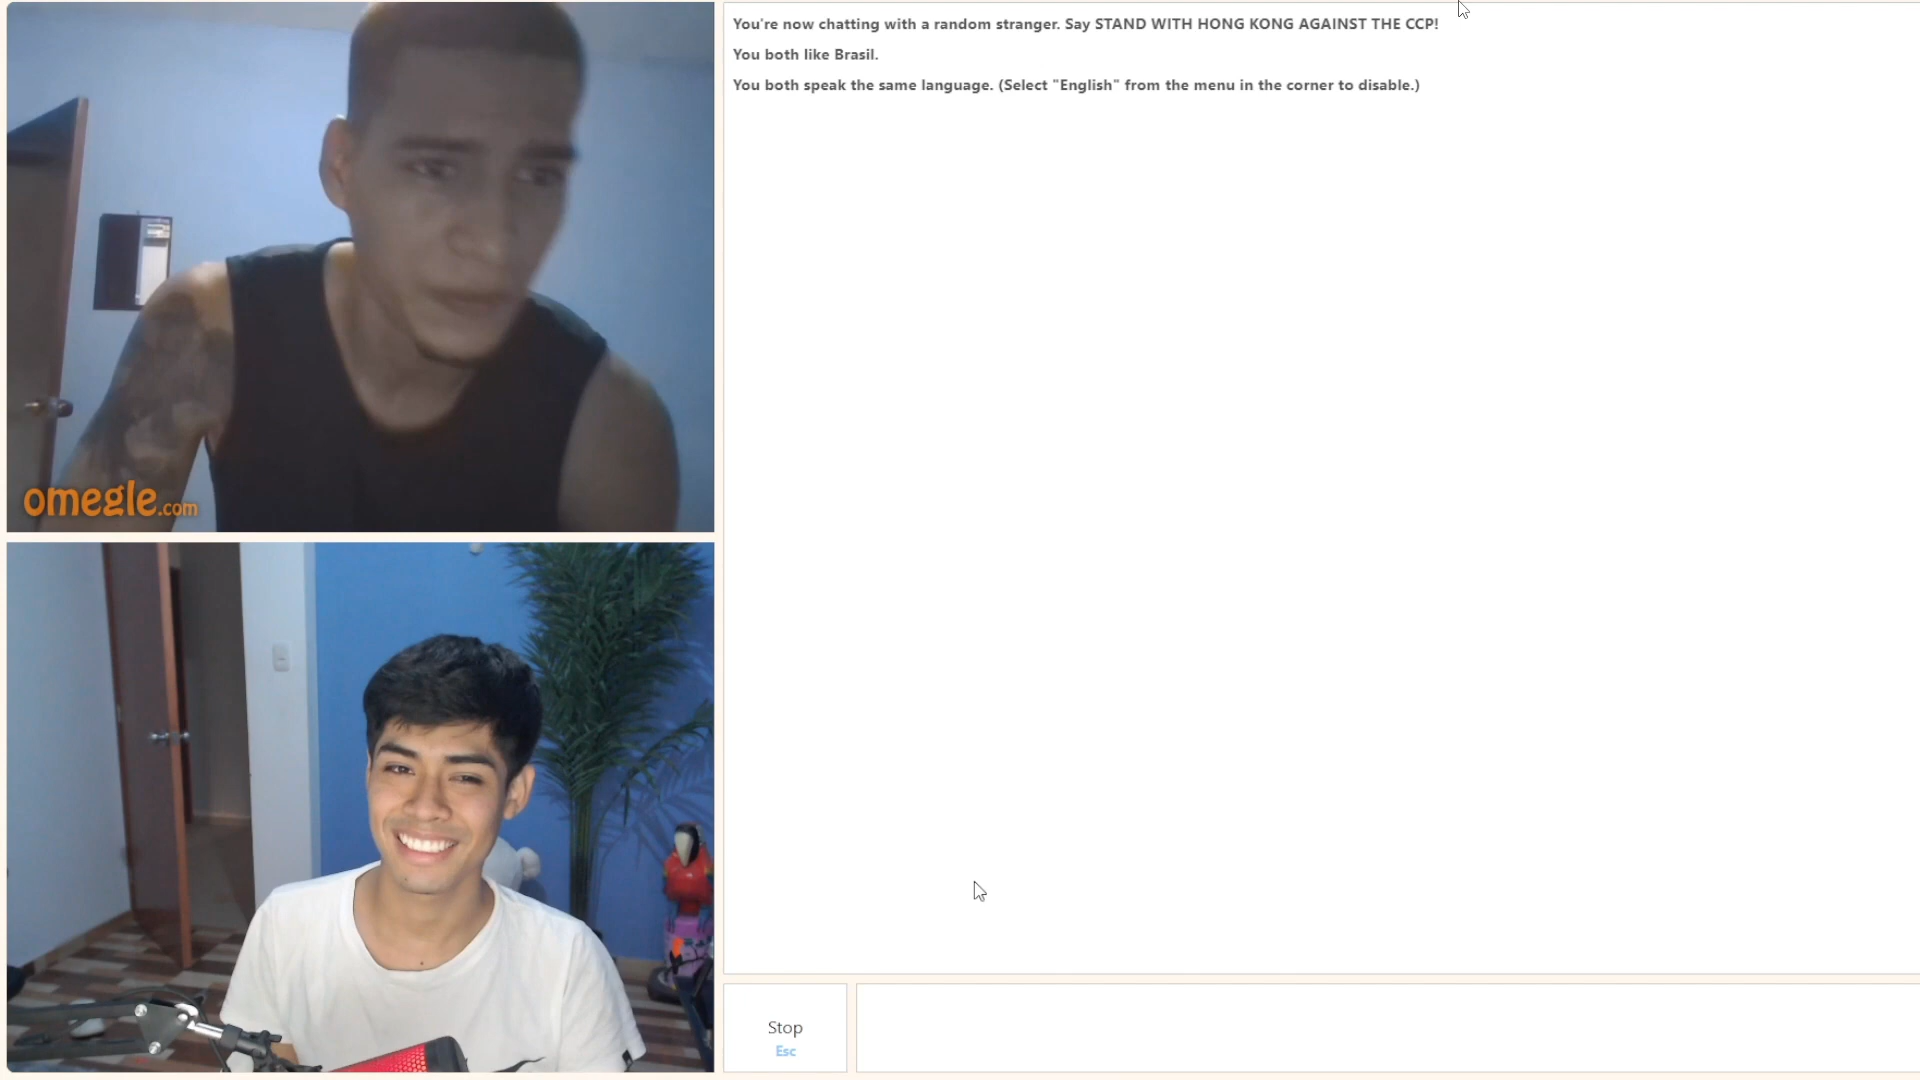 You're now chatting with a random stranger. Say STAND WITH HONG KONG AGAINST THE CCP!
You both like Brasil.
You both speak the same language. (Select "English" from the menu in the corner to disable.)
omegle.com
Stop
Esc